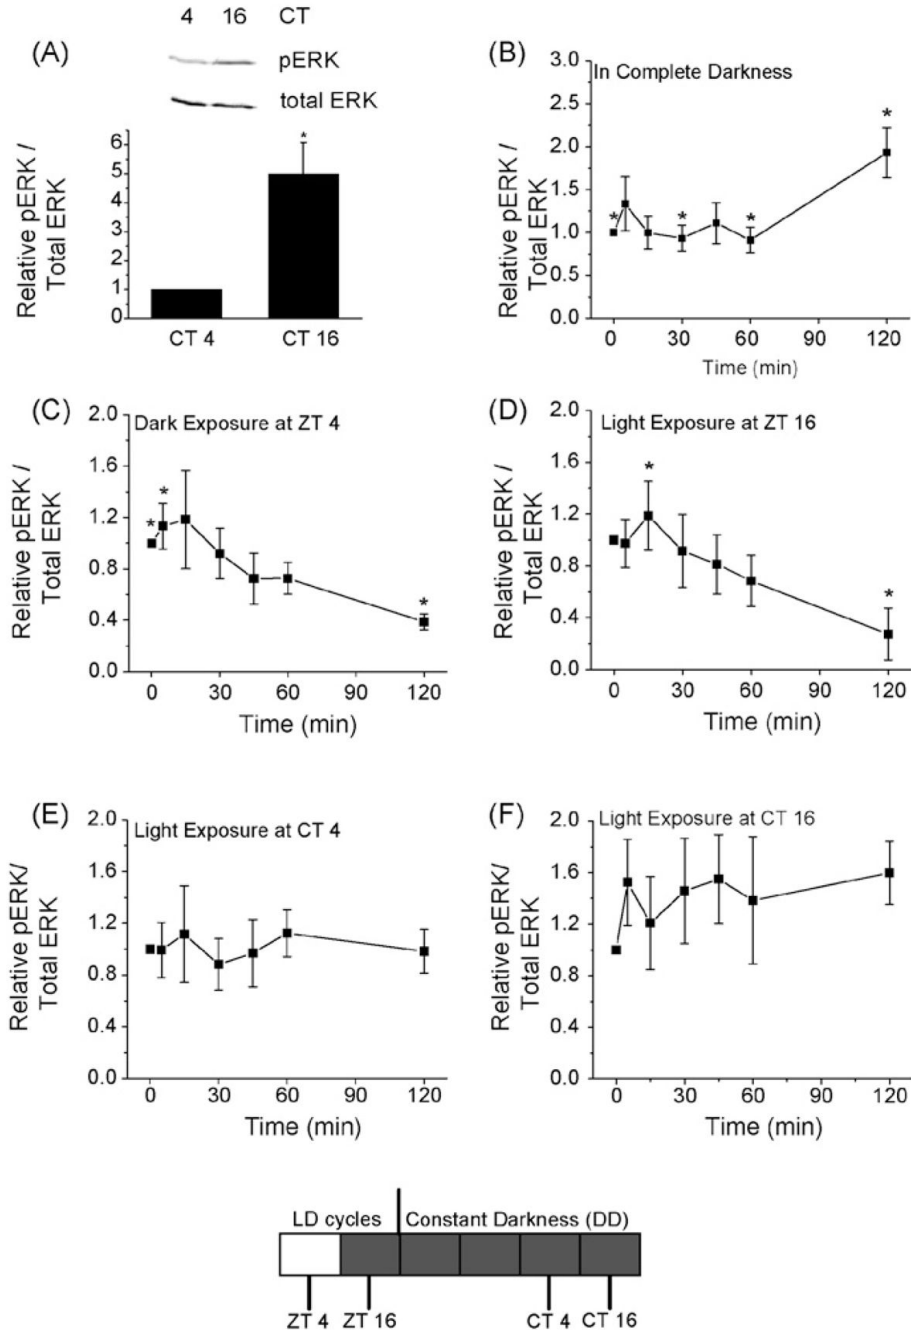 4 16 CT
(A)
pERK
total ERK
*
Relative pERK /
Total ERK
6
5
4
3
2
1
0
CT 4 CT 16
(B)
In Complete Darkness
*
* * *
Relative pERK /
Total ERK
3.0
2.5
2.0
1.5
1.0
0.5
0.0
0 30 60 90 120
Time (min)
(C)
Dark Exposure at ZT 4
*
*
*
Relative pERK /
Total ERK
2.0
1.6
1.2
0.8
0.4
0.0
0 30 60 90 120
Time (min)
(D)
Light Exposure at ZT 16
*
*
Relative pERK /
Total ERK
2.0
1.6
1.2
0.8
0.4
0.0
0 30 60 90 120
Time (min)
(E)
Light Exposure at CT 4
Relative pERK/
Total ERK
2.0
1.6
1.2
0.8
0.4
0.0
0 30 60 90 120
Time (min)
(F)
Light Exposure at CT 16
Relative pERK/
Total ERK
2.0
1.6
1.2
0.8
0.4
0.0
0 30 60 90 120
Time (min)
LD cycles Constant Darkness (DD)
ZT 4 ZT 16 CT 4 CT 16